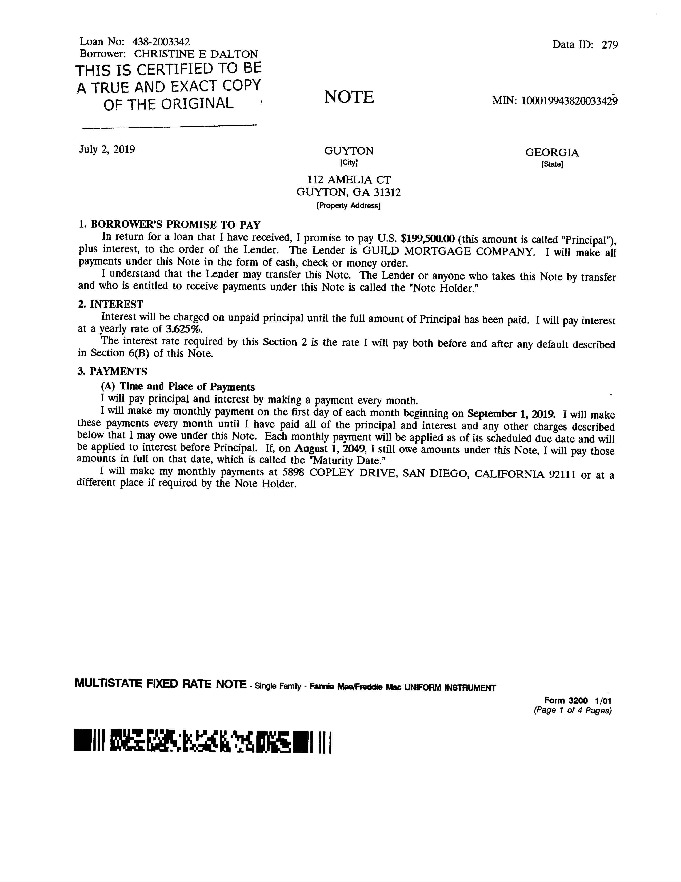 Loan No: 438-2003342
Borrower: CHRISTINE E DALTON
Data ID: 279
THIS IS CERTIFIED TO BE
A TRUE AND EXACT COPY
OF THE ORIGINAL
NOTE
MIN: 100019943820033429
July 2, 2019
GUYTON
[City]
GEORGIA
[State]
112 AMELIA CT
GUYTON, GA 31312
[Property Address]
1. BORROWER'S PROMISE TO PAY
In return for a loan that I have received, I promise to pay U.S. $199,500.00 (this amount is called "Principal"),
plus interest, to the order of the Lender. The Lender is GUILD MORTGAGE COMPANY. I will make all
payments under this Note in the form of cash, check or money order.
I understand that the Lender may transfer this Note. The Lender or anyone who takes this Note by transfer
and who is entitled to receive payments under this Note is called the "Note Holder."
2. INTEREST
Interest will be charged on unpaid principal until the full amount of Principal has been paid. I will pay interest
at a yearly rate of 3.625%.
The interest rate required by this Section 2 is the rate I will pay both before and after any default described
in Section 6(B) of this Note.
3. PAYMENTS
(A) Time and Place of Payments
I will pay principal and interest by making a payment every month.
I will make my monthly payment on the first day of each month beginning on September 1, 2019. I will make
these payments every month until I have paid all of the principal and interest and any other charges described
below that I may owe under this Note. Each monthly payment will be applied as of its scheduled due date and will
be applied to interest before Principal. If, on August 1, 2049, I still owe amounts under this Note, I will pay those
amounts in full on that date, which is called the "Maturity Date."
I will make my monthly payments at 5898 COPLEY DRIVE, SAN DIEGO, CALIFORNIA 92111 or at a
different place if required by the Note Holder.
MULTISTATE FIXED RATE NOTE - Single Family - Fannie Mae/Freddie Mac UNIFORM INSTRUMENT
Form 3200 1/01
(Page 1 of 4 Pages)